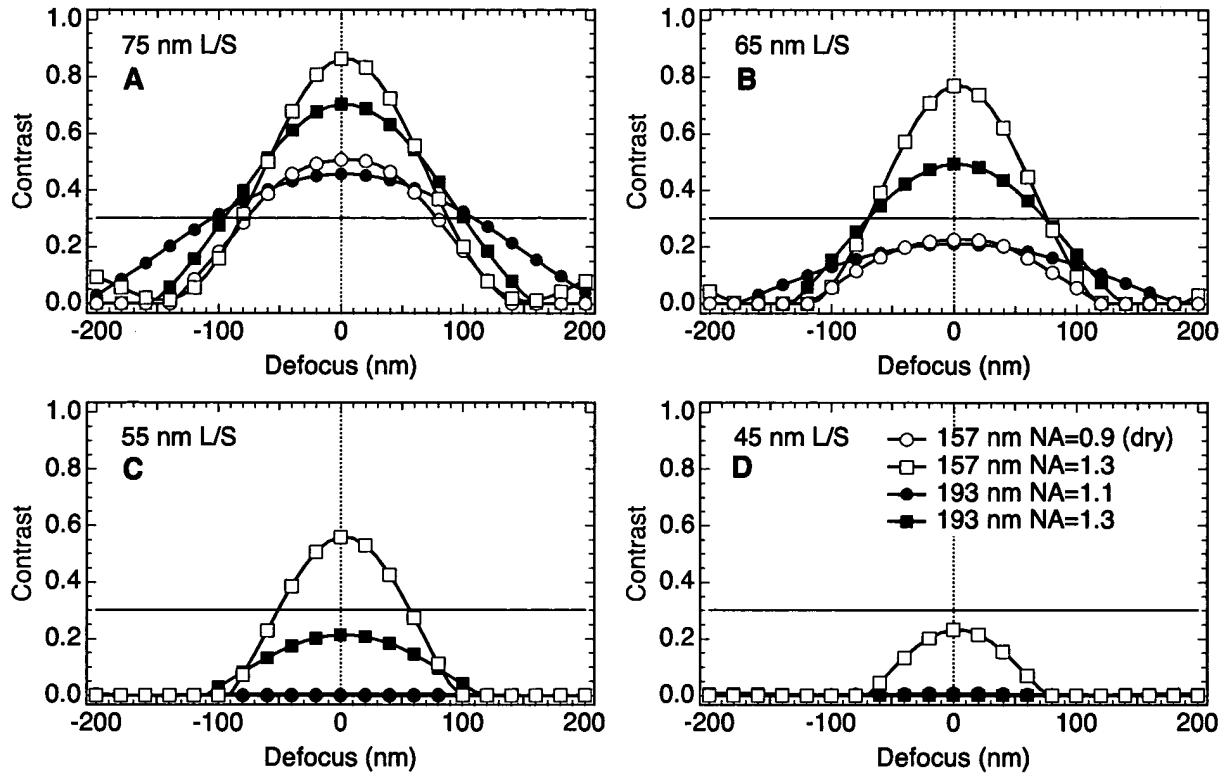 75 nm L/S
A
Contrast
1.0
0.8
0.6
0.4
0.2
0.0
-200 -100 0 100 200
Defocus (nm)
65 nm L/S
B
Contrast
1.0
0.8
0.6
0.4
0.2
0.0
-200 -100 0 100 200
Defocus (nm)
55 nm L/S
C
Contrast
1.0
0.8
0.6
0.4
0.2
0.0
-200 -100 0 100 200
Defocus (nm)
45 nm L/S
D
157 nm NA=0.9 (dry)
157 nm NA=1.3
193 nm NA=1.1
193 nm NA=1.3
Contrast
1.0
0.8
0.6
0.4
0.2
0.0
-200 -100 0 100 200
Defocus (nm)